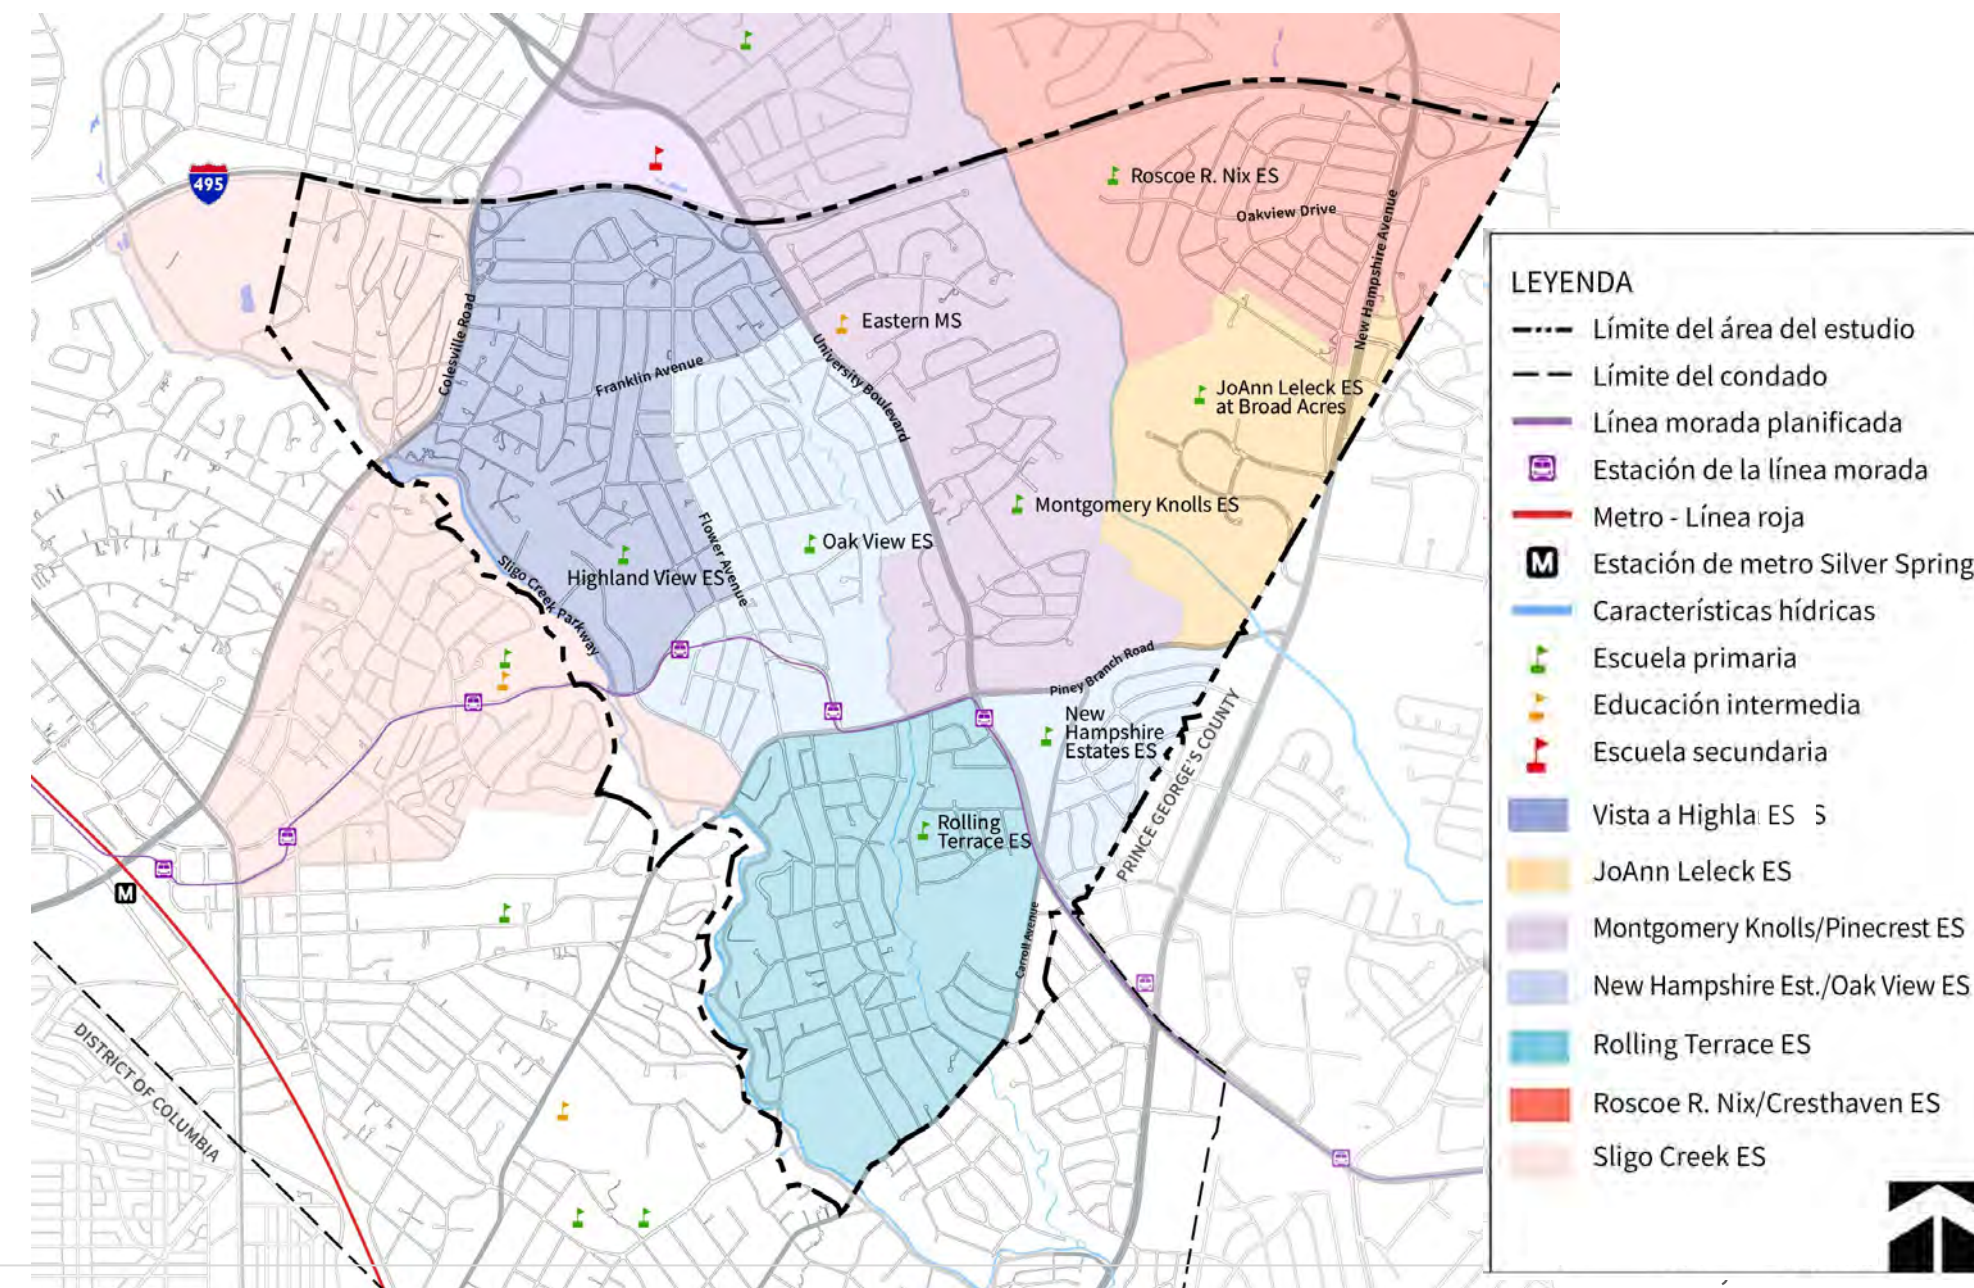 495
Roscoe R. Nix ES
Oakview Drive
New Hampshire Avenue
Colesville Road
Eastern MS
University Boulevard
Franklin Avenue
JoAnn Leleck ES
at Broad Acres
Montgomery Knolls ES
Oak View ES
Flower Avenue
Highland View ES
Sligo Creek Parkway
Piney Branch Road
New
Hampshire
Estates ES
PRINCE GEORGE'S COUNTY
Rolling
Terrace ES
Carroll Avenue
M
DISTRICT OF COLUMBIA
LEYENDA
Límite del área del estudio
Límite del condado
Línea morada planificada
Estación de la línea morada
Metro - Línea roja
M Estación de metro Silver Spring
Características hídricas
Escuela primaria
Educación intermedia
Escuela secundaria
Vista a Highla ES S
JoAnn Leleck ES
Montgomery Knolls/Pinecrest ES
New Hampshire Est./Oak View ES
Rolling Terrace ES
Roscoe R. Nix/Cresthaven ES
Sligo Creek ES